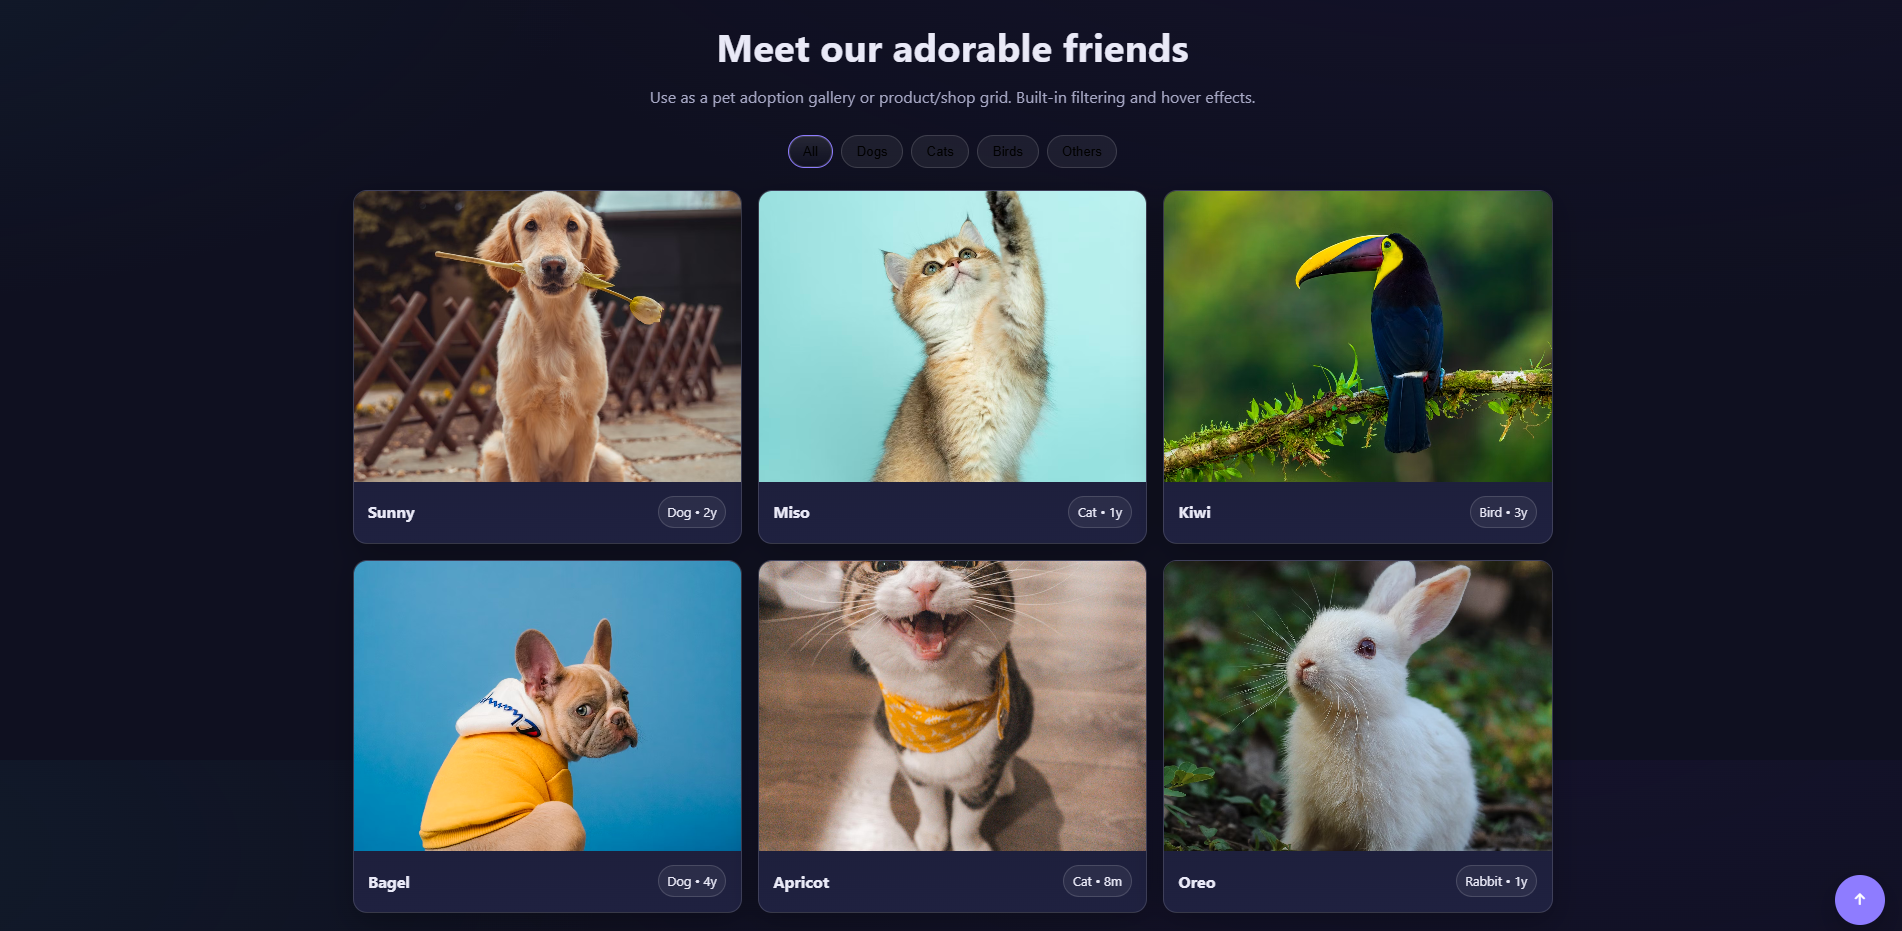 Meet our adorable friends
Use as a pet adoption gallery or product/shop grid. Built-in filtering and hover effects.
All Dogs Cats Birds Others
Sunny Dog • 2y
Miso Cat • 1y
Kiwi Bird • 3y
Bagel Dog • 4y
Apricot Cat • 8m
Oreo Rabbit • 1y